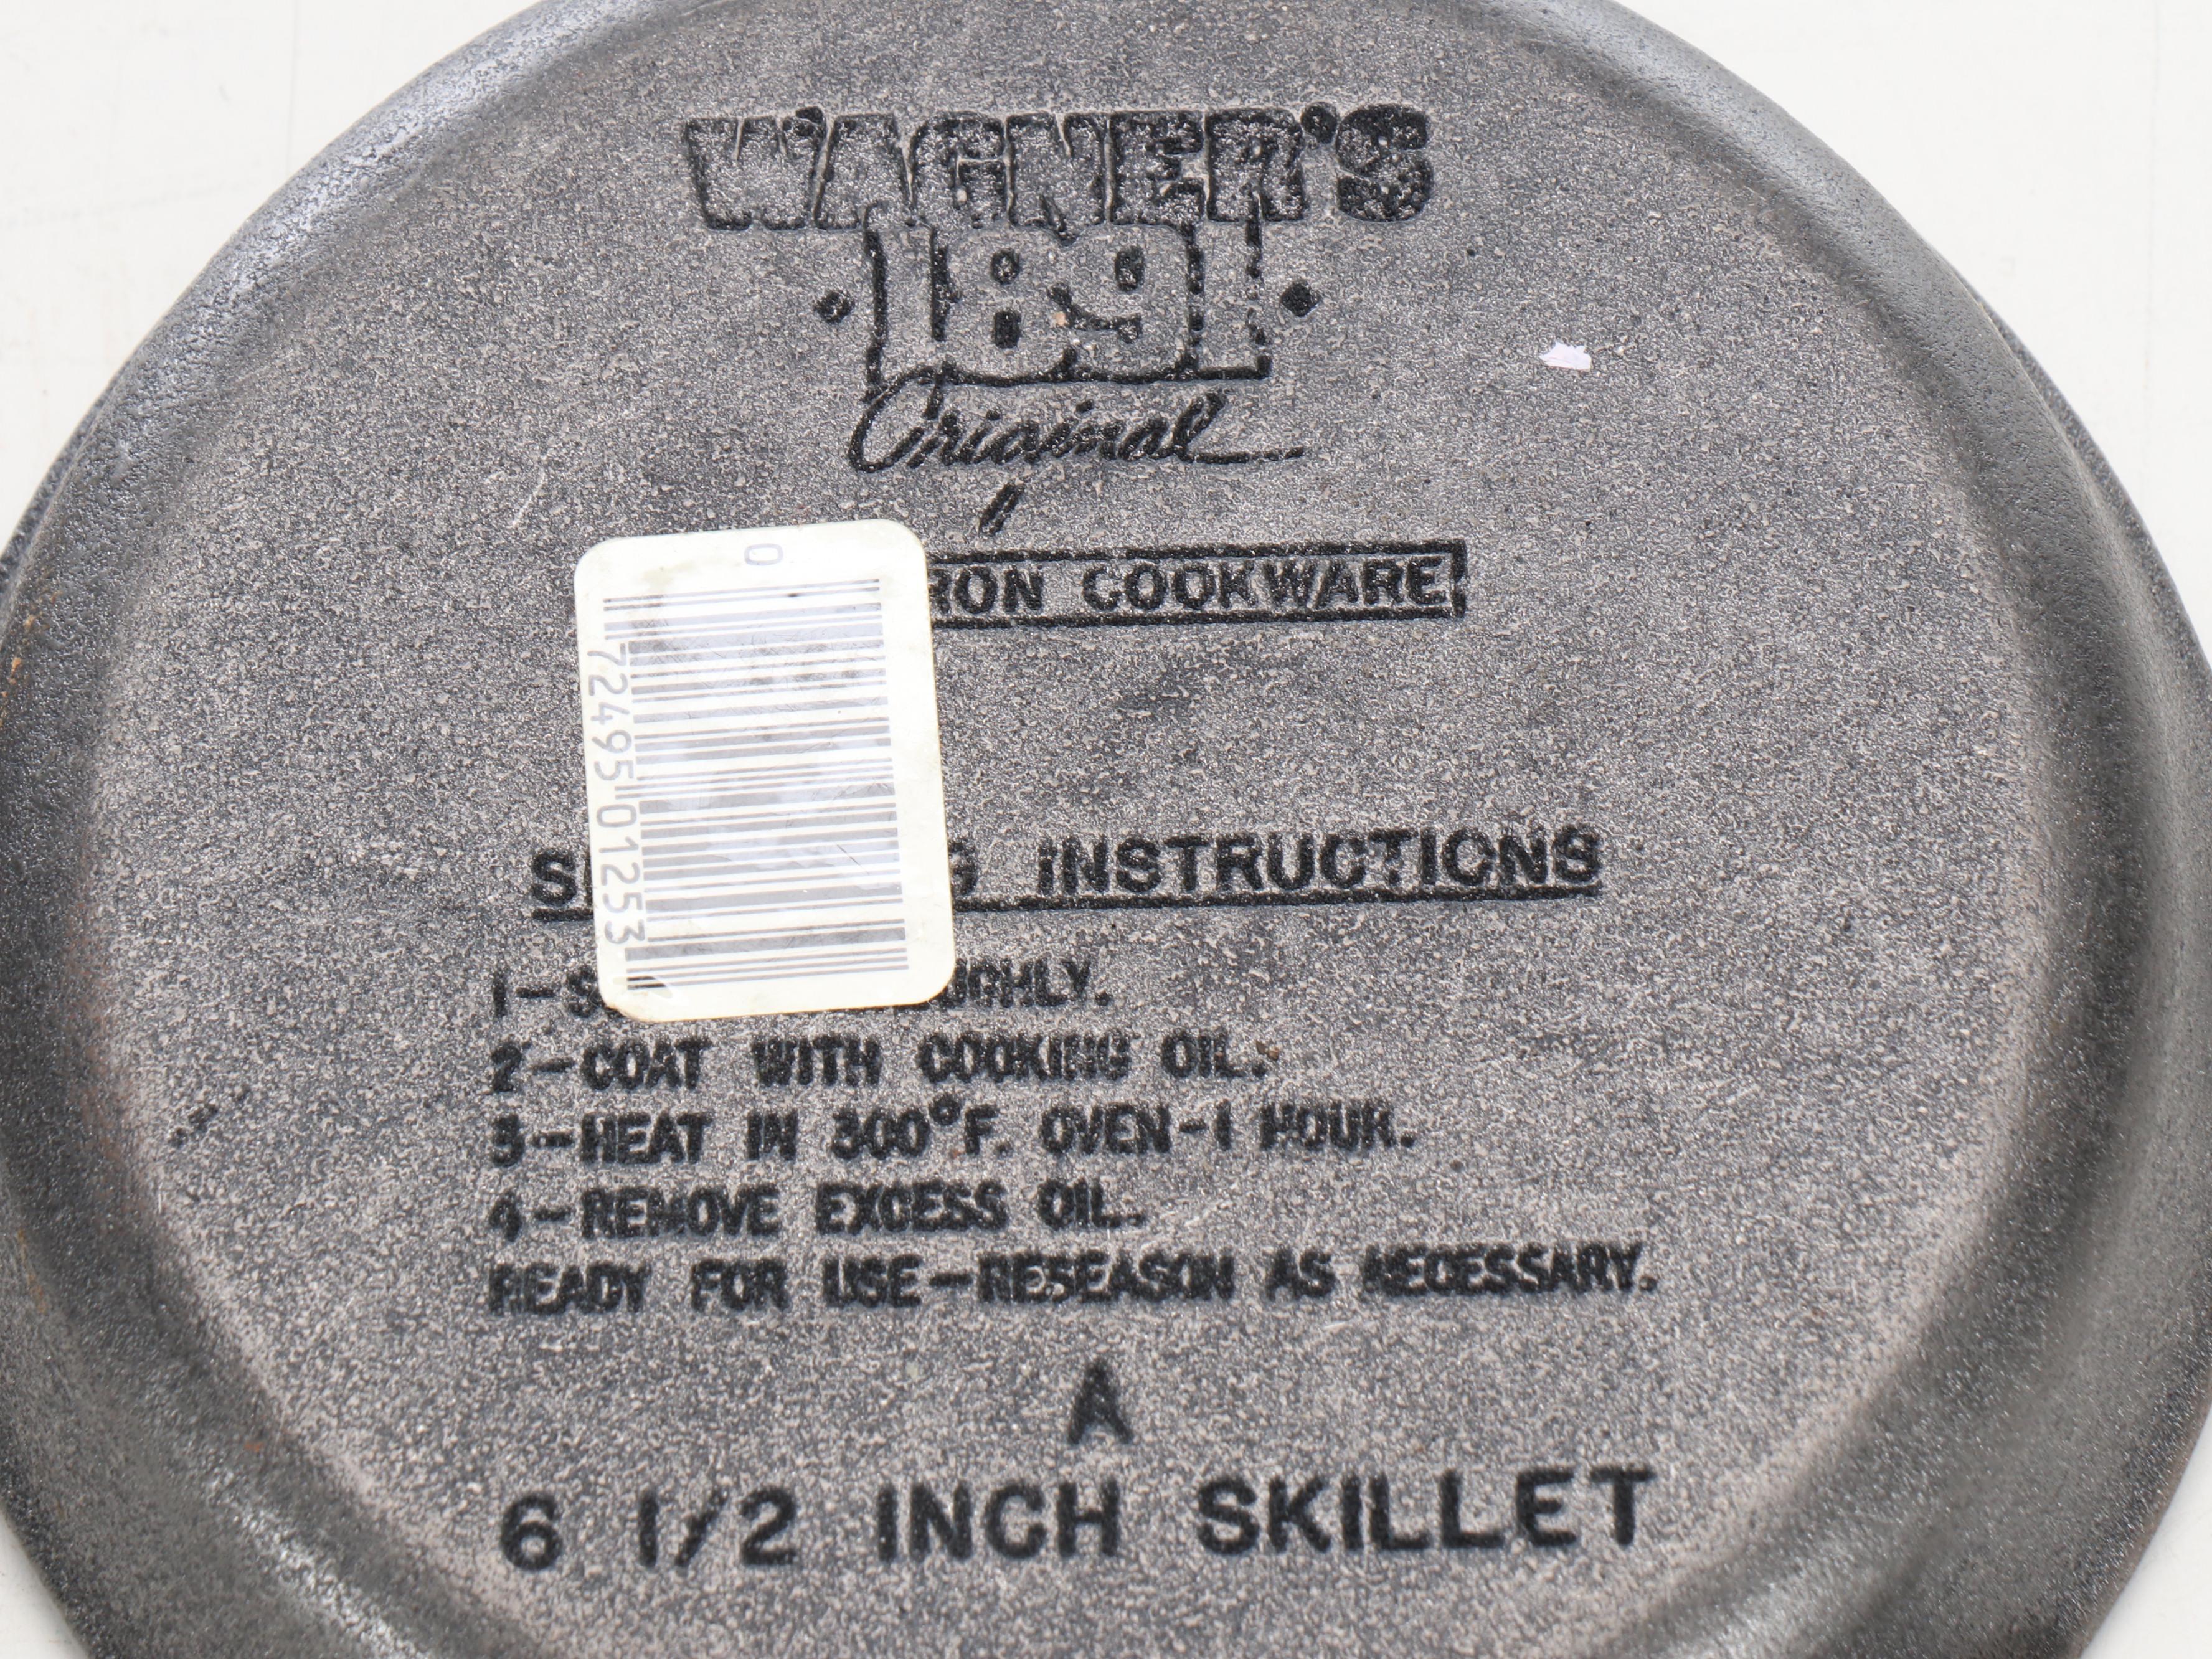 WAGNER'S
1891
Original
RON COOKWARE
0
72495 01253
S G INSTRUCTIONS
1-S UGHLY.
2-COAT WITH COOKING OIL.
3-HEAT IN 300°F. OVEN-1 HOUR.
4-REMOVE EXCESS OIL.
READY FOR USE-RESEASON AS NECESSARY.
A
6 1/2 INCH SKILLET